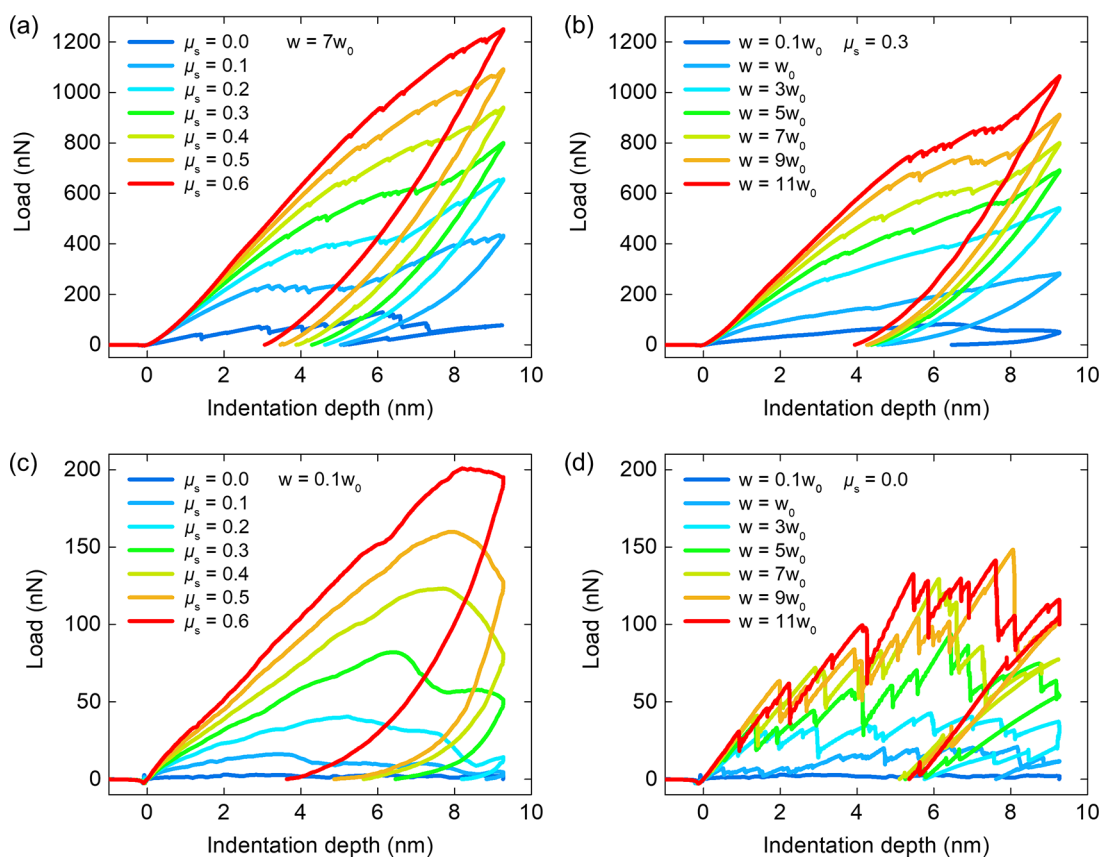 (a)
μs = 0.0 w = 7w0
μs = 0.1
μs = 0.2
μs = 0.3
μs = 0.4
μs = 0.5
μs = 0.6
1200
1000
800
600
400
200
0
Load (nN)
0 2 4 6 8 10
Indentation depth (nm)
(b)
w = 0.1w0 μs = 0.3
w = w0
w = 3w0
w = 5w0
w = 7w0
w = 9w0
w = 11w0
1200
1000
800
600
400
200
0
Load (nN)
0 2 4 6 8 10
Indentation depth (nm)
(c)
μs = 0.0 w = 0.1w0
μs = 0.1
μs = 0.2
μs = 0.3
μs = 0.4
μs = 0.5
μs = 0.6
200
150
100
50
0
Load (nN)
0 2 4 6 8 10
Indentation depth (nm)
(d)
w = 0.1w0 μs = 0.0
w = w0
w = 3w0
w = 5w0
w = 7w0
w = 9w0
w = 11w0
200
150
100
50
0
Load (nN)
0 2 4 6 8 10
Indentation depth (nm)